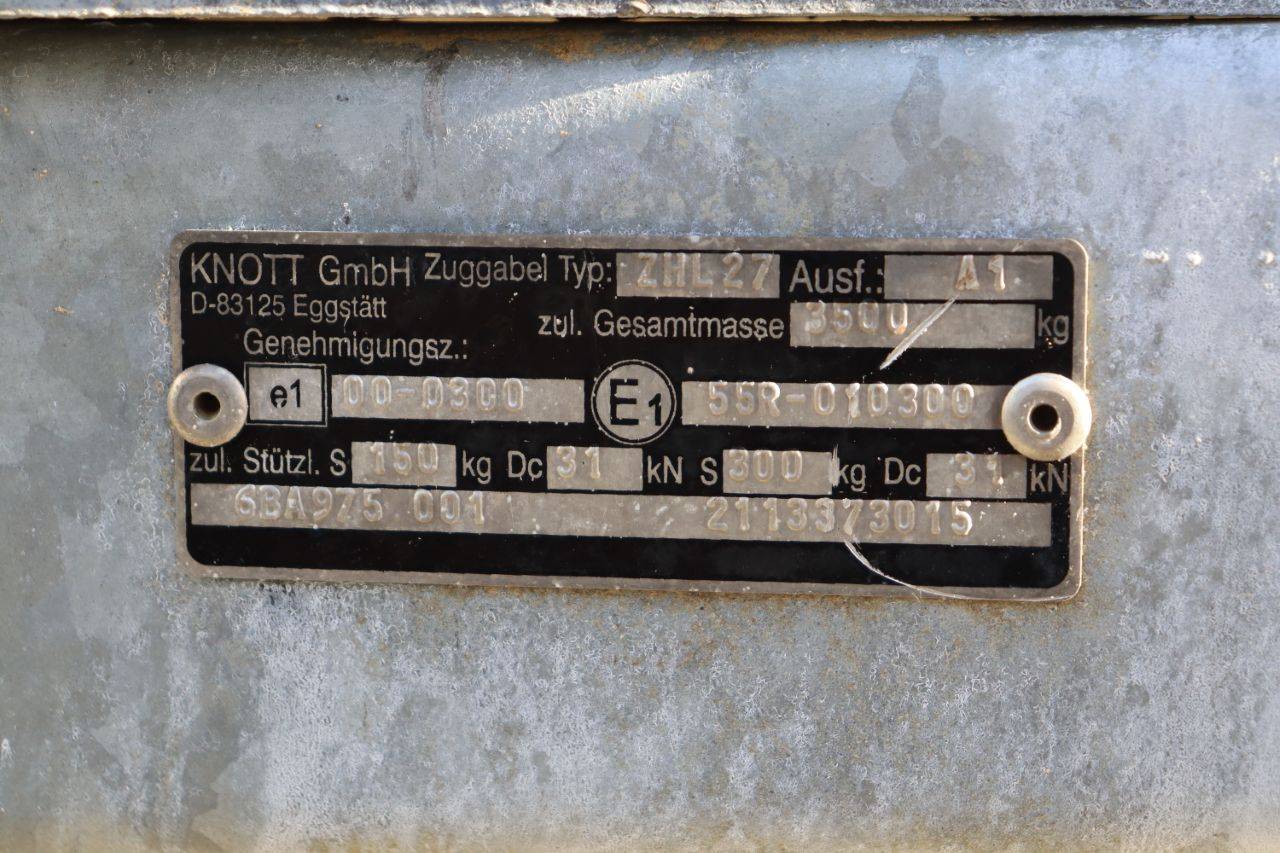 KNOTT GmbH Zuggabel Typ: ZHL27 Ausf.: A1
D-83125 Eggstätt
zul. Gesamtmasse 3500 kg
Genehmigungsz.:
e1 00-0300 E1 55R-010300
zul. Stützl. S 150 kg Dc 31 kN S 300 kg Dc 31 kN
6BA975 001 2113373015